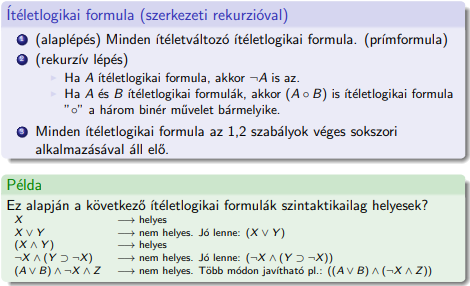 Ítéletlogikai formula (szerkezeti rekurzióval)
1 (alaplépés) Minden ítéletváltozó ítéletlogikai formula. (prímformula)
2 (rekurzív lépés)
Ha A ítéletlogikai formula, akkor ¬A is az.
Ha A és B ítéletlogikai formulák, akkor (A ∘ B) is ítéletlogikai formula
"∘" a három binér művelet bármelyike.
3 Minden ítéletlogikai formula az 1,2 szabályok véges sokszori
alkalmazásával áll elő.
Példa
Ez alapján a következő ítéletlogikai formulák szintaktikailag helyesek?
X ⟶ helyes
X ∨ Y ⟶ nem helyes. Jó lenne: (X ∨ Y)
(X ∧ Y) ⟶ helyes
¬X ∧ (Y ⊃ ¬X) ⟶ nem helyes. Jó lenne: (¬X ∧ (Y ⊃ ¬X))
(A ∨ B) ∧ ¬X ∧ Z ⟶ nem helyes. Több módon javítható pl.: ((A ∨ B) ∧ (¬X ∧ Z))